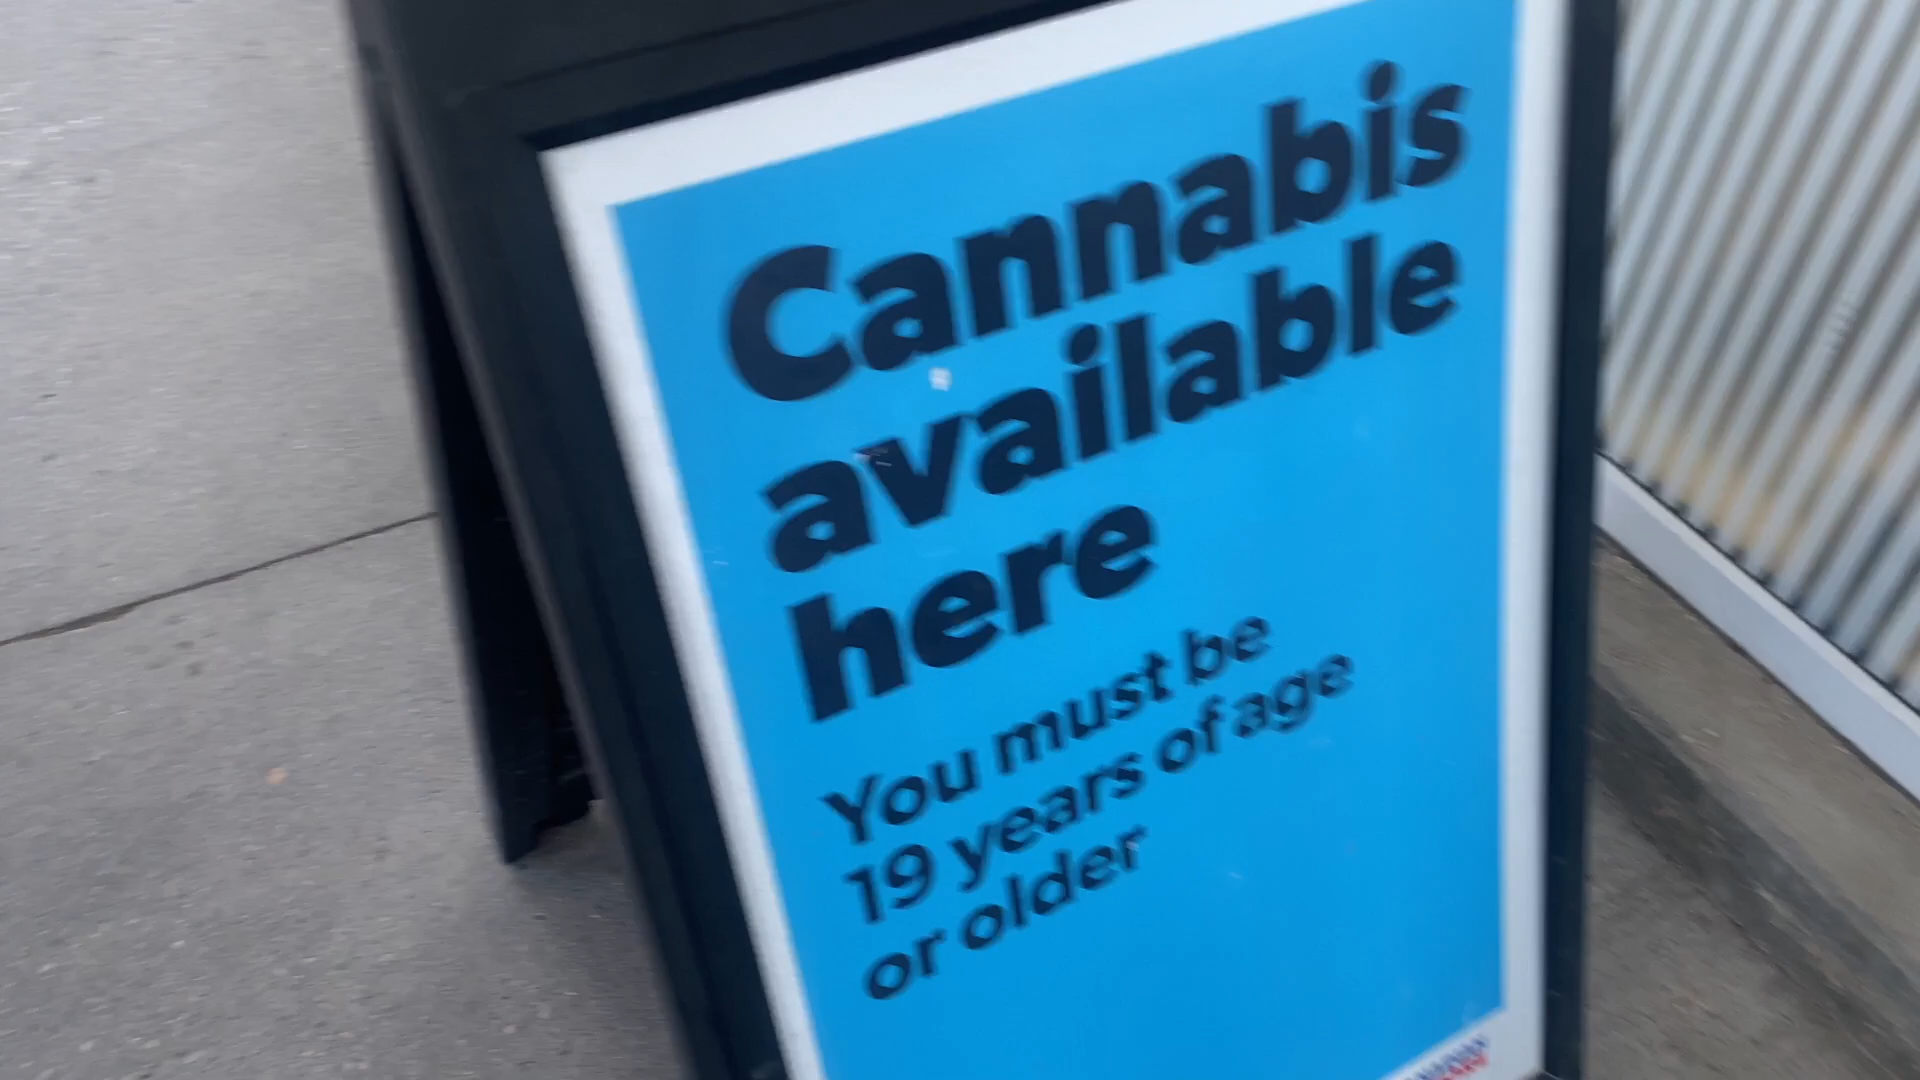 Cannabis
available
here
You must be
19 years of age
or older